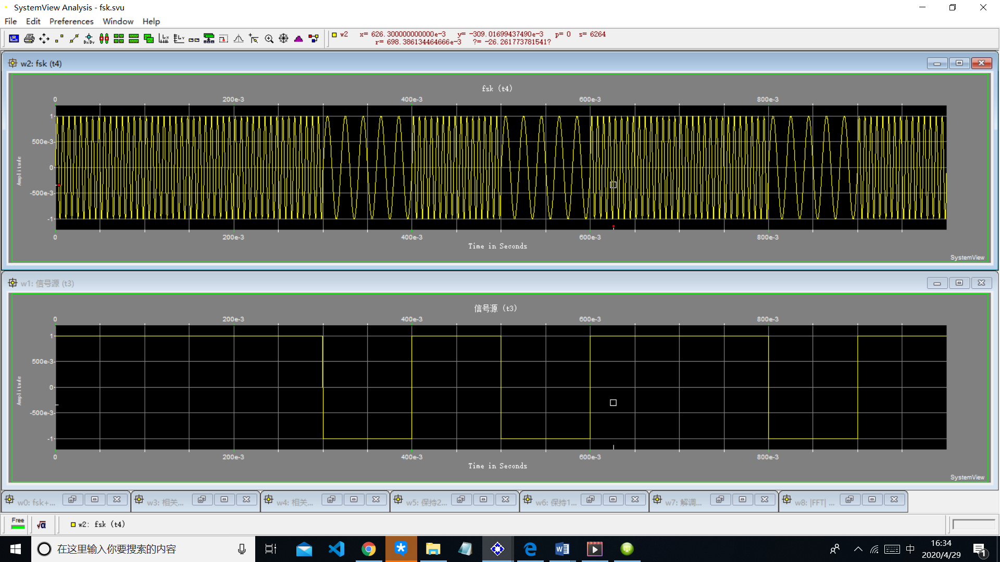 SystemView Analysis - fsk.svu
File Edit Preferences Window Help
w2 x= 626.300000000000e-3 y= -309.01699437490e-3 p= 0 s= 6264
r= 698.386134464666e-3 ?= -26.261773781541?
w2: fsk (t4)
fsk (t4)
0 200e-3 400e-3 600e-3 800e-3
1
500e-3
0
-500e-3
-1
Amplitude
0 200e-3 400e-3 600e-3 800e-3
Time in Seconds
SystemView
w1: 信号源 (t3)
信号源 (t3)
0 200e-3 400e-3 600e-3 800e-3
1
500e-3
0
-500e-3
-1
Amplitude
0 200e-3 400e-3 600e-3 800e-3
Time in Seconds
SystemView
w0: fsk+... w3: 相关... w4: 相关... w5: 保持2... w6: 保持1... w7: 解调... w8: |FFT| ...
Free
√α
w2: fsk (t4)
在这里输入你要搜索的内容
中
16:34
2020/4/29
1